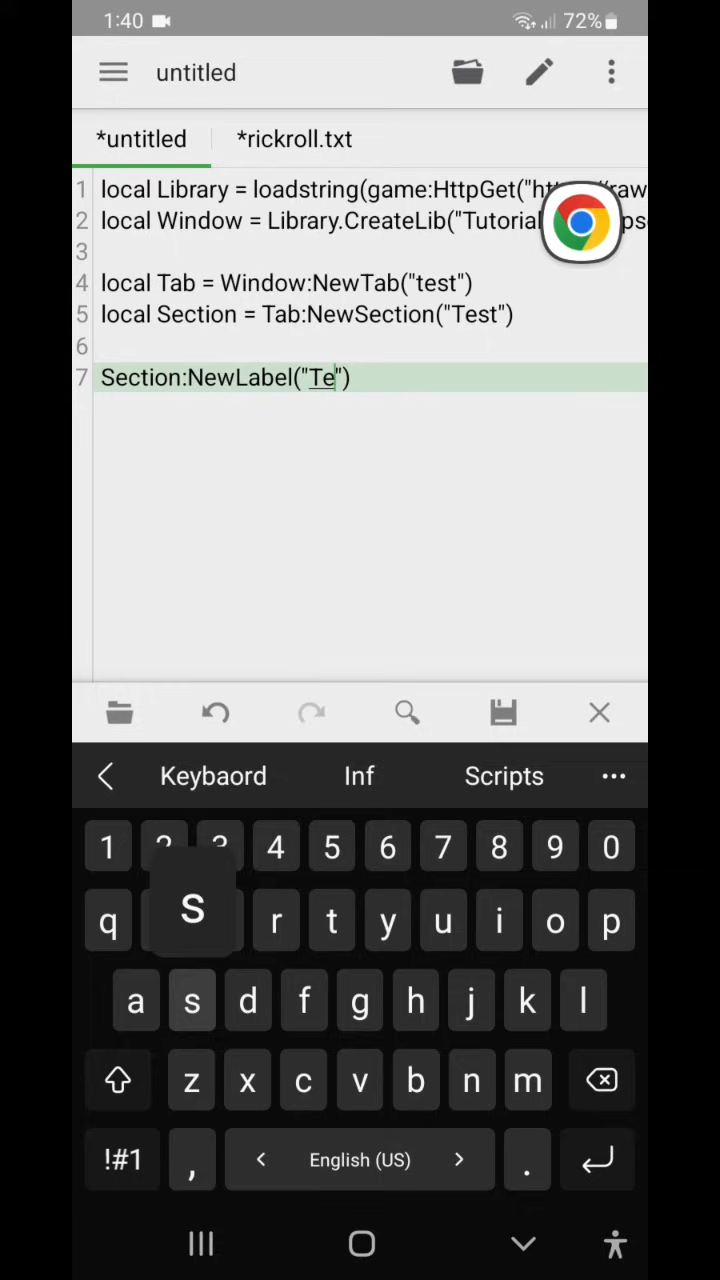 1:40 72%
untitled
*untitled *rickroll.txt
1 local Library = loadstring(game:HttpGet("
2 local Window = Library.CreateLib("Tutorial
3
4 local Tab = Window:NewTab("test")
5 local Section = Tab:NewSection("Test")
6
7 Section:NewLabel("Te")
Keybaord Inf Scripts
1 4 5 6 7 8 9 0
s
q r t y u i o p
a s d f g h j k l
z x c v b n m
!#1 , < English (US) > .